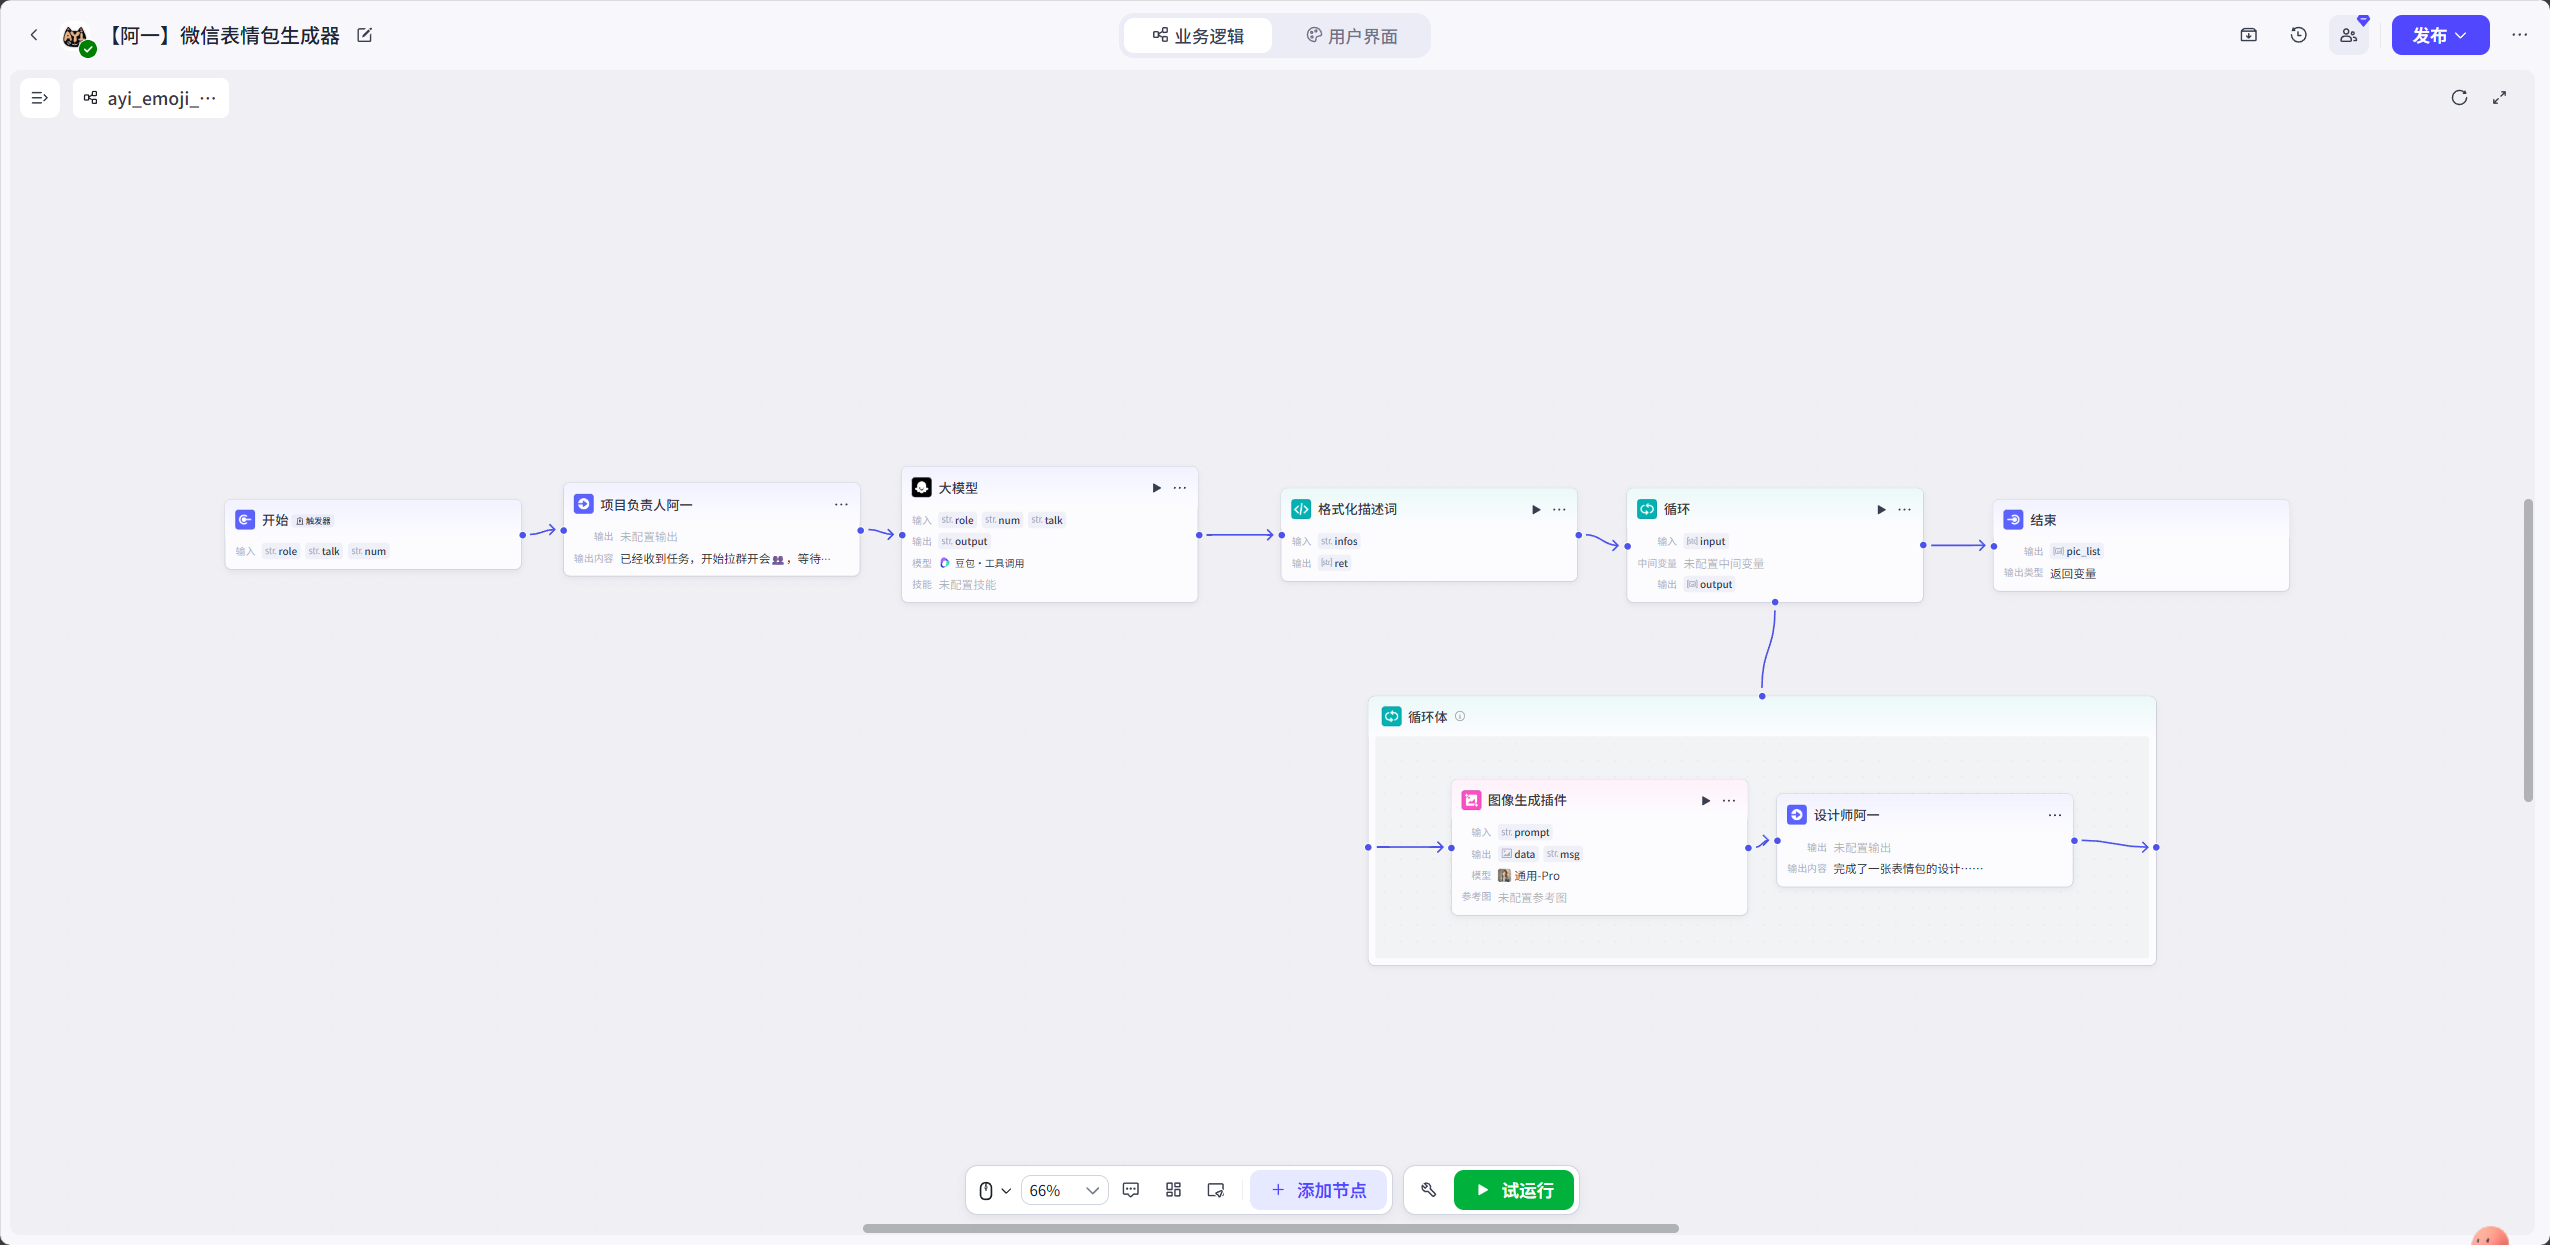 【阿一】微信表情包生成器
业务逻辑
用户界面
发布
ayi_emoji_···
开始 触发器
输入 str. role str. talk str. num
项目负责人阿一
输出 未配置输出
输出内容 已经收到任务，开始拉群开会👥，等待···
大模型
输入 str. role str. num str. talk
输出 str. output
模型 豆包·工具调用
技能 未配置技能
格式化描述词
输入 str. infos
输出 ret
循环
输入 input
中间变量 未配置中间变量
输出 output
结束
输出 pic_list
输出类型 返回变量
循环体
图像生成插件
输入 str. prompt
输出 data str. msg
模型 通用-Pro
参考图 未配置参考图
设计师阿一
输出 未配置输出
输出内容 完成了一张表情包的设计······
66%
添加节点
试运行